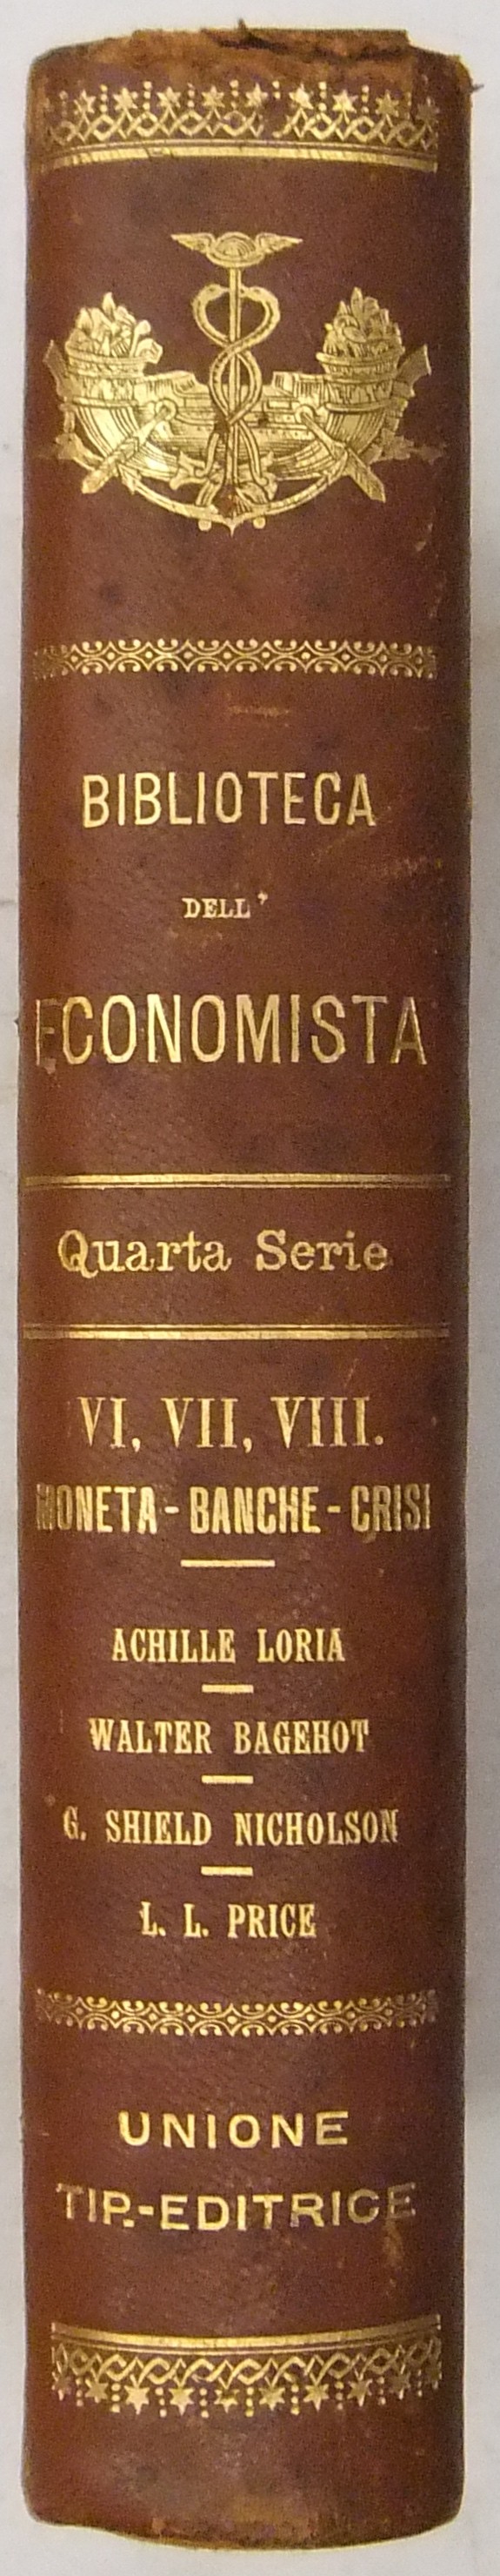 BIBLIOTECA
DELL'
ECONOMISTA
Quarta Serie
VI, VII, VIII.
MONETA - BANCHE - CRISI
ACHILLE LORIA
WALTER BAGEHOT
G. SHIELD NICHOLSON
L. L. PRICE
UNIONE
TIP.-EDITRICE